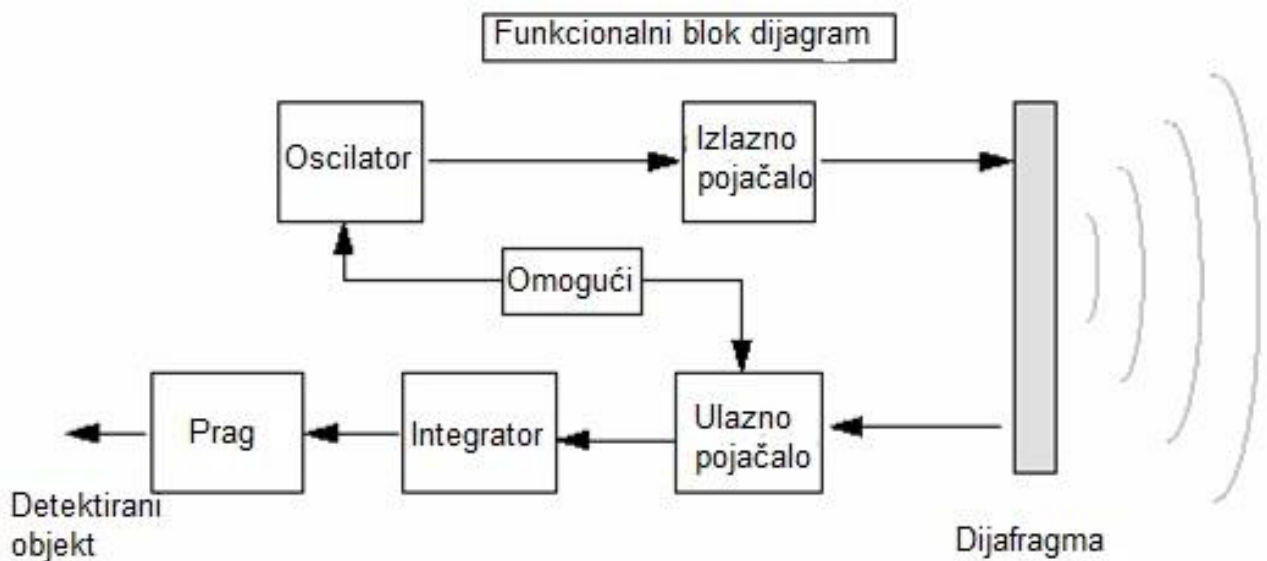 Funkcionalni blok dijagram
Oscilator
Izlazno
pojačalo
Omogući
Prag
Integrator
Ulazno
pojačalo
Detektirani
objekt
Dijafragma